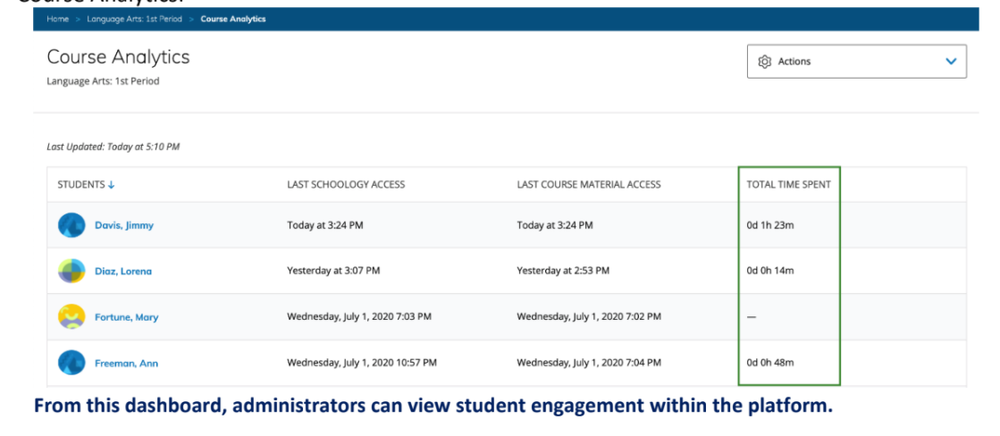 Course Analytics.
Home > Language Arts: 1st Period > Course Analytics
Course Analytics
Actions
Language Arts: 1st Period
Last Updated: Today at 5:10 PM
STUDENTS ↓ LAST SCHOOLOGY ACCESS LAST COURSE MATERIAL ACCESS TOTAL TIME SPENT
Davis, Jimmy Today at 3:24 PM Today at 3:24 PM 0d 1h 23m
Diaz, Lorena Yesterday at 3:07 PM Yesterday at 2:53 PM 0d 0h 14m
Fortune, Mary Wednesday, July 1, 2020 7:03 PM Wednesday, July 1, 2020 7:02 PM —
Freeman, Ann Wednesday, July 1, 2020 10:57 PM Wednesday, July 1, 2020 7:04 PM 0d 0h 48m
From this dashboard, administrators can view student engagement within the platform.